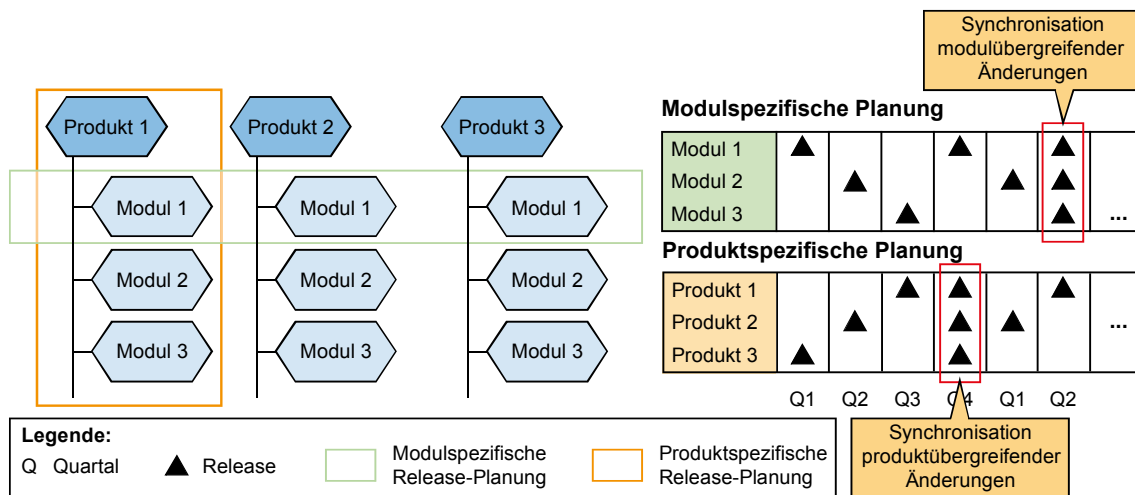 Synchronisation
modulübergreifender
Änderungen
Produkt 1
Produkt 2
Produkt 3
Modul 1
Modul 1
Modul 1
Modul 2
Modul 2
Modul 2
Modul 3
Modul 3
Modul 3
Modulspezifische Planung
Modul 1
Modul 2
Modul 3
...
Produktspezifische Planung
Produkt 1
Produkt 2
Produkt 3
...
Q1 Q2 Q3 Q4 Q1 Q2
Synchronisation
produktübergreifender
Änderungen
Legende:
Q Quartal
Release
Modulspezifische
Release-Planung
Produktspezifische
Release-Planung